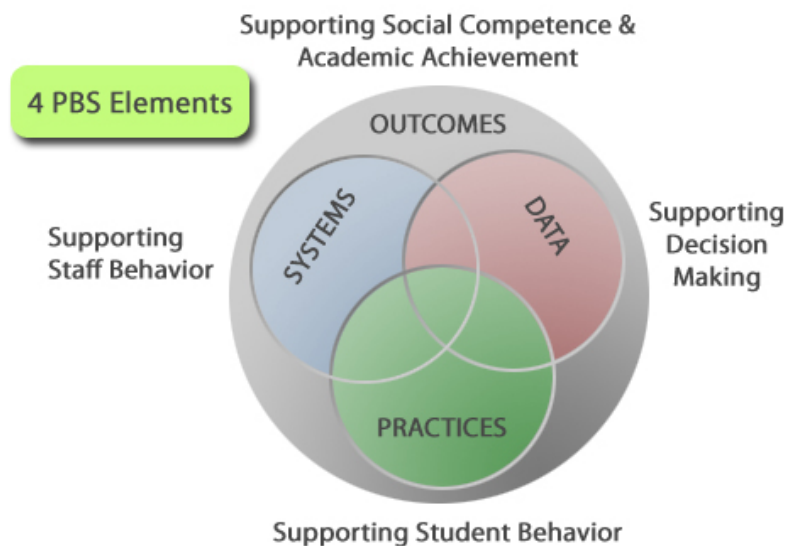 Supporting Social Competence &
Academic Achievement
4 PBS Elements
OUTCOMES
SYSTEMS
DATA
Supporting
Staff Behavior
Supporting
Decision
Making
PRACTICES
Supporting Student Behavior